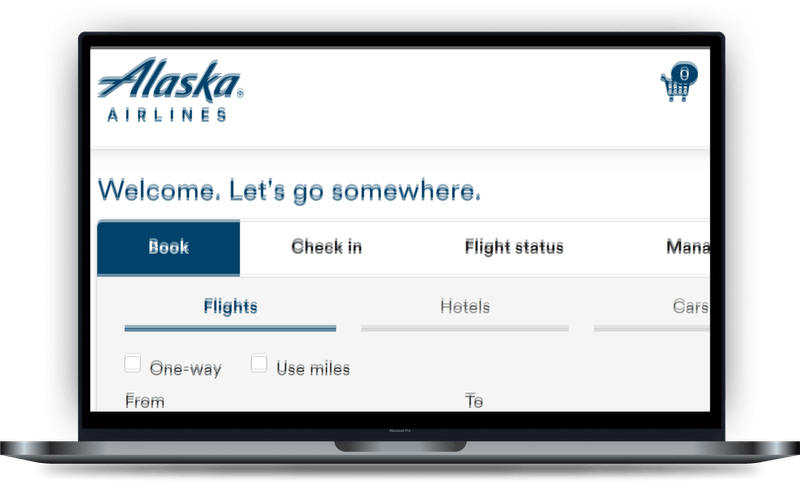 Alaska®
AIRLINES
0
Welcome. Let's go somewhere.
Book Check in Flight status Mana
Flights Hotels Cars
One-way Use miles
From To
MacBook Pro